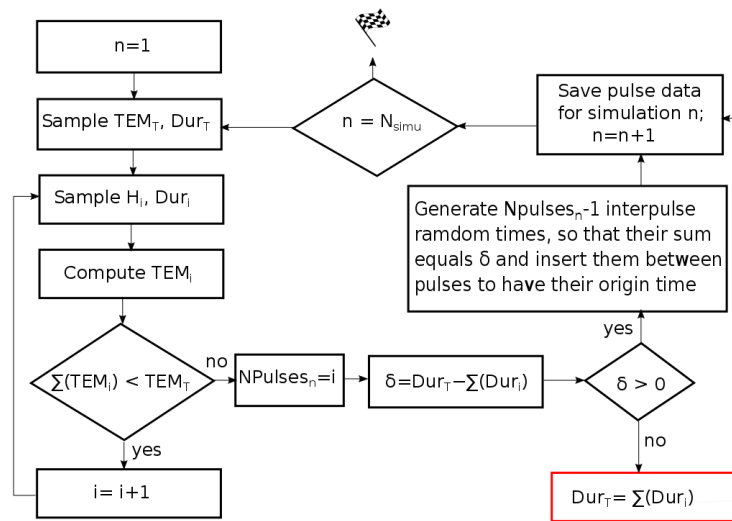 n=1
Sample TEM_T, Dur_T
Sample H_i, Dur_i
Compute TEM_i
∑(TEM_i) < TEM_T
no
yes
i= i+1
NPulses_n=i
δ=Dur_T−∑(Dur_i)
δ > 0
yes
no
Dur_T= ∑(Dur_i)
Generate Npulses_n-1 interpulse
ramdom times, so that their sum
equals δ and insert them between
pulses to have their origin time
Save pulse data
for simulation n;
n=n+1
n = N_simu